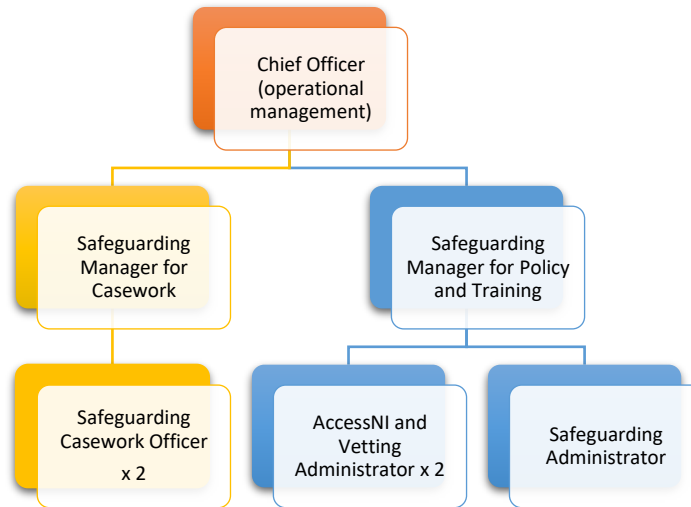 Chief Officer
(operational
management)
Safeguarding
Manager for
Casework
Safeguarding
Manager for Policy
and Training
Safeguarding
Casework Officer
x 2
AccessNI and
Vetting
Administrator x 2
Safeguarding
Administrator